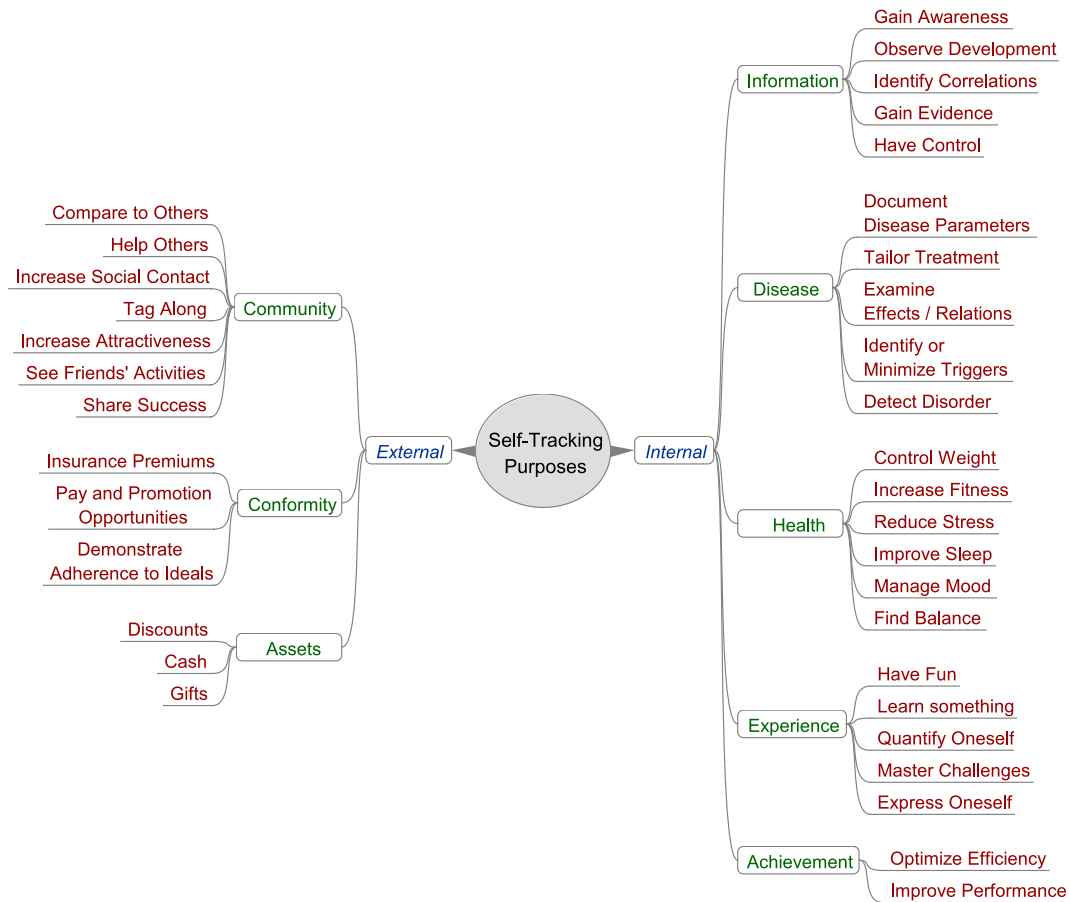 Self-Tracking
Purposes
External
Community
Compare to Others
Help Others
Increase Social Contact
Tag Along
Increase Attractiveness
See Friends' Activities
Share Success
Conformity
Insurance Premiums
Pay and Promotion
Opportunities
Demonstrate
Adherence to Ideals
Assets
Discounts
Cash
Gifts
Internal
Information
Gain Awareness
Observe Development
Identify Correlations
Gain Evidence
Have Control
Disease
Document
Disease Parameters
Tailor Treatment
Examine
Effects / Relations
Identify or
Minimize Triggers
Detect Disorder
Health
Control Weight
Increase Fitness
Reduce Stress
Improve Sleep
Manage Mood
Find Balance
Experience
Have Fun
Learn something
Quantify Oneself
Master Challenges
Express Oneself
Achievement
Optimize Efficiency
Improve Performance